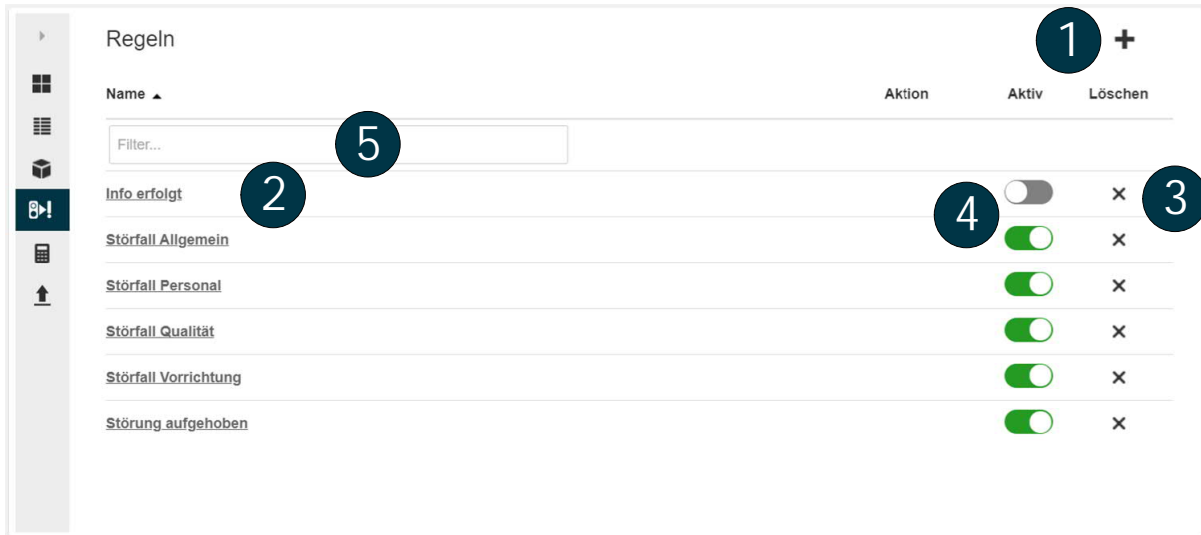 Regeln 1 +
Name Aktion Aktiv Löschen
Filter... 5
Info erfolgt 2 3
4
Störfall Allgemein
Störfall Personal
Störfall Qualität
Störfall Vorrichtung
Störung aufgehoben